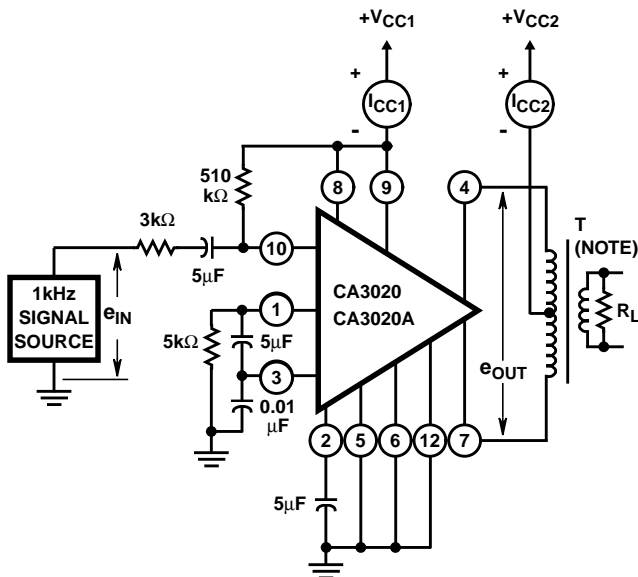 +VCC1
+VCC2
+
ICC1
-
+
ICC2
-
510
kΩ
8
9
4
3kΩ
5µF
10
T
(NOTE)
1kHz
SIGNAL
SOURCE
eIN
CA3020
CA3020A
1
5kΩ
5µF
3
0.01
µF
RL
eOUT
2
5
6
12
7
5µF